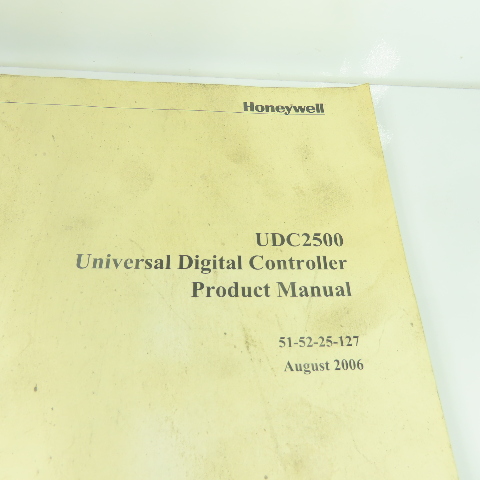 Honeywell
UDC2500
Universal Digital Controller
Product Manual
51-52-25-127
August 2006